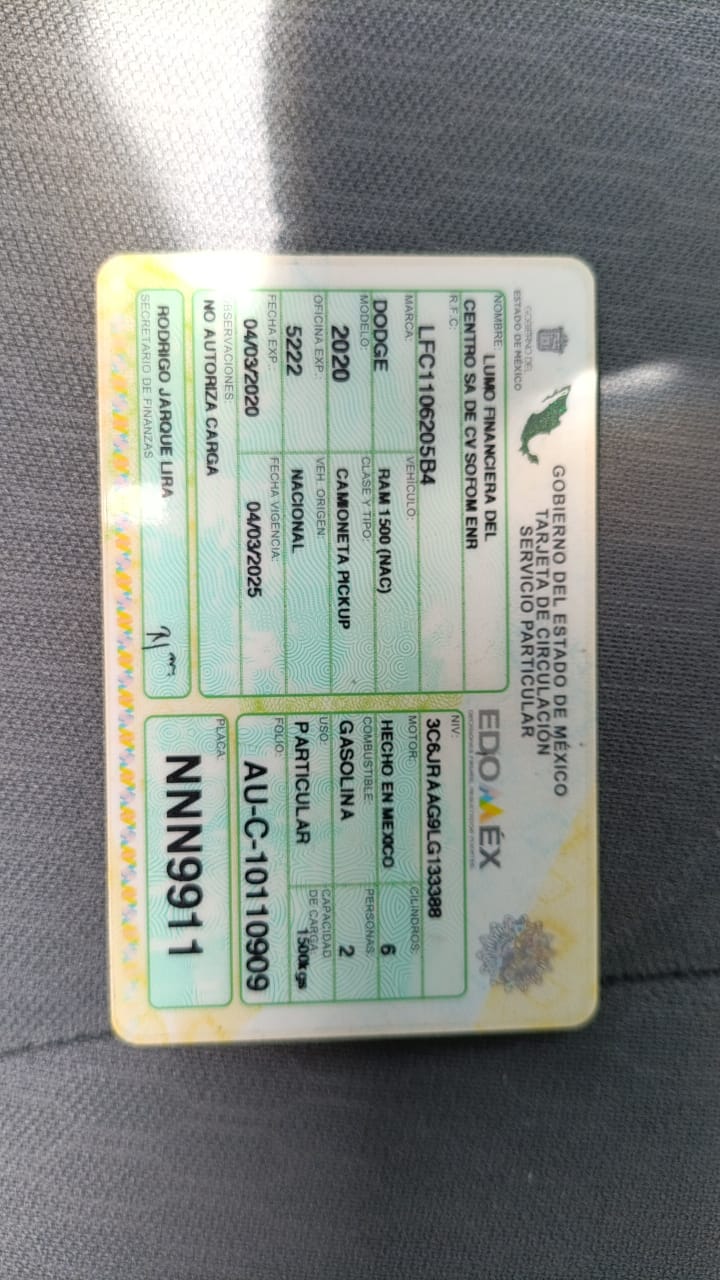 GOBIERNO DEL
ESTADO DE MÉXICO
GOBIERNO DEL ESTADO DE MÉXICO
TARJETA DE CIRCULACIÓN
SERVICIO PARTICULAR
EDOMÉX
NOMBRE: LUMO FINANCIERA DEL
CENTRO SA DE CV SOFOM ENR
R.F.C:
LFC1106205B4
MARCA:
DODGE
VEHÍCULO:
RAM 1500 (NAC)
MODELO:
2020
CLASE Y TIPO:
CAMIONETA PICKUP
OFICINA EXP.:
5222
VEH. ORIGEN:
NACIONAL
FECHA EXP.:
04/03/2020
FECHA VIGENCIA:
04/03/2025
OBSERVACIONES:
NO AUTORIZA CARGA
RODRIGO JARQUE LIRA
SECRETARIO DE FINANZAS
NIV:
3C6JRAAG9LG133388
MOTOR:
HECHO EN MEXICO
CILINDROS:
6
COMBUSTIBLE:
GASOLINA
PERSONAS:
2
USO:
PARTICULAR
CAPACIDAD
DE CARGA:
1500kgs
FOLIO:
AU-C-10110909
PLACA:
NNN9911